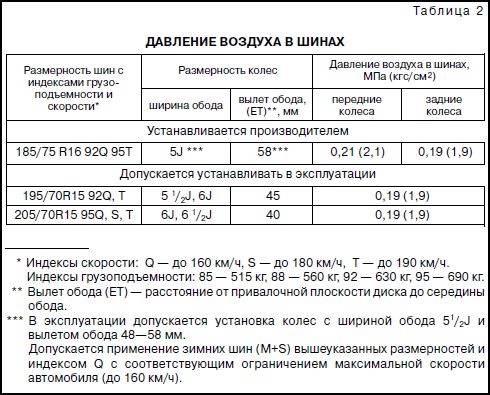 Таблица 2
ДАВЛЕНИЕ ВОЗДУХА В ШИНАХ
Размерность шин с индексами грузо-подъемности и скорости*
Размерность колес
Давление воздуха в шинах, МПа (кгс/см²)
ширина обода
вылет обода, (ET)**, мм
передние колеса
задние колеса
Устанавливается производителем
185/75 R16 92Q 95T 5J *** 58*** 0,21 (2,1) 0,19 (1,9)
Допускается устанавливать в эксплуатации
195/70R15 92Q, T 5 1/2J, 6J 45 0,19 (1,9)
205/70R15 95Q, S, T 6J, 6 1/2J 40 0,19 (1,9)
* Индексы скорости: Q — до 160 км/ч, S — до 180 км/ч, T — до 190 км/ч.
Индексы грузоподъемности: 85 — 515 кг, 88 — 560 кг, 92 — 630 кг, 95 — 690 кг.
** Вылет обода (ET) — расстояние от привалочной плоскости диска до середины
обода.
*** В эксплуатации допускается установка колес с шириной обода 5 1/2J и
вылетом обода 48—58 мм.
Допускается применение зимних шин (M+S) вышеуказанных размерностей и
индексом Q с соответствующим ограничением максимальной скорости
автомобиля (до 160 км/ч).